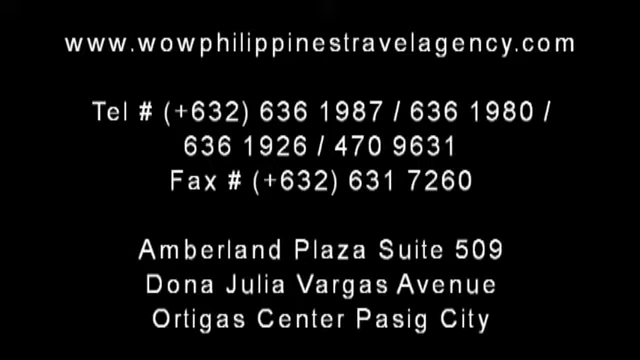 www.wowphilippinestravelagency.com
Tel # (+632) 636 1987 / 636 1980 /
636 1926 / 470 9631
Fax # (+632) 631 7260
Amberland Plaza Suite 509
Dona Julia Vargas Avenue
Ortigas Center Pasig City